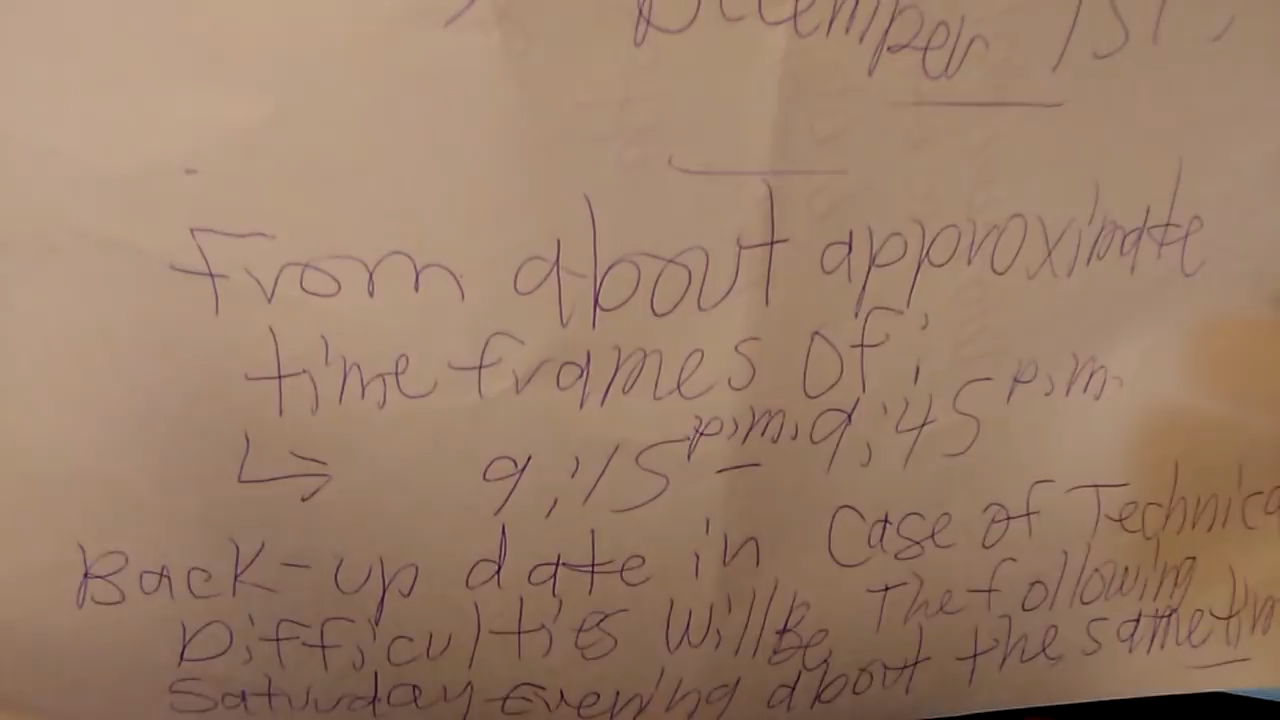 December 1st,
From about approximate
time frames of;
9;15 p.m. - 9;45 p.m.
Back-up date in case of Technica
Difficulties will Be The following
Saturday Evening about the same tim